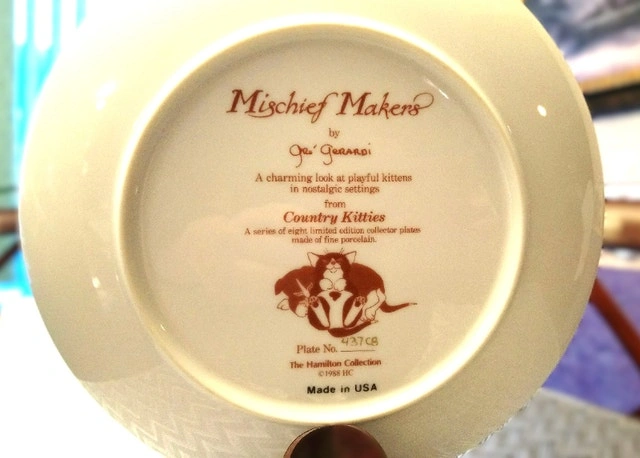 Mischief Makers
by
Gré Gerardi
A charming look at playful kittens
in nostalgic settings
from
Country Kitties
A series of eight limited edition collector plates
made of fine porcelain.
Plate No. 4376B
The Hamilton Collection
©1988 HC
Made in USA